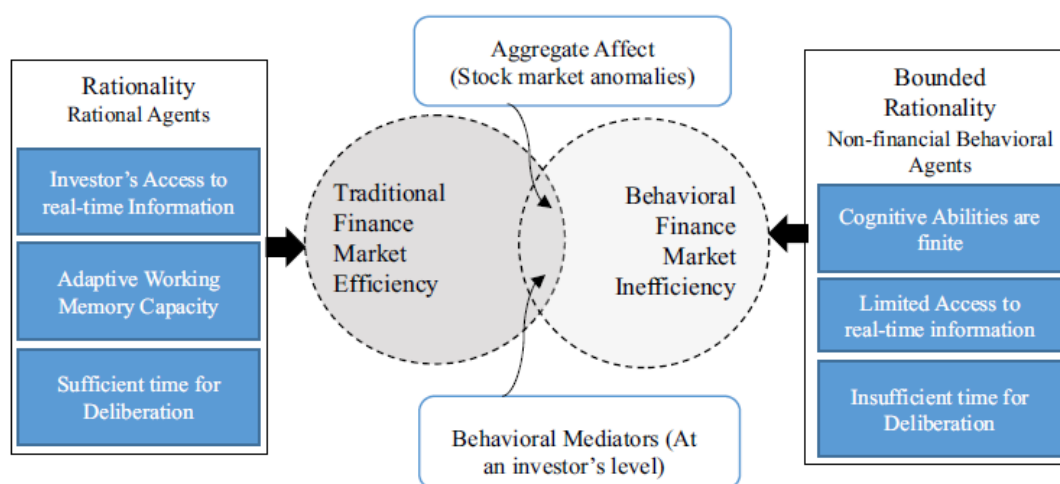 Rationality
Rational Agents
Investor's Access to
real-time Information
Adaptive Working
Memory Capacity
Sufficient time for
Deliberation
Aggregate Affect
(Stock market anomalies)
Traditional
Finance
Market
Efficiency
Behavioral
Finance
Market
Inefficiency
Behavioral Mediators (At
an investor's level)
Bounded
Rationality
Non-financial Behavioral
Agents
Cognitive Abilities are
finite
Limited Access to
real-time information
Insufficient time for
Deliberation